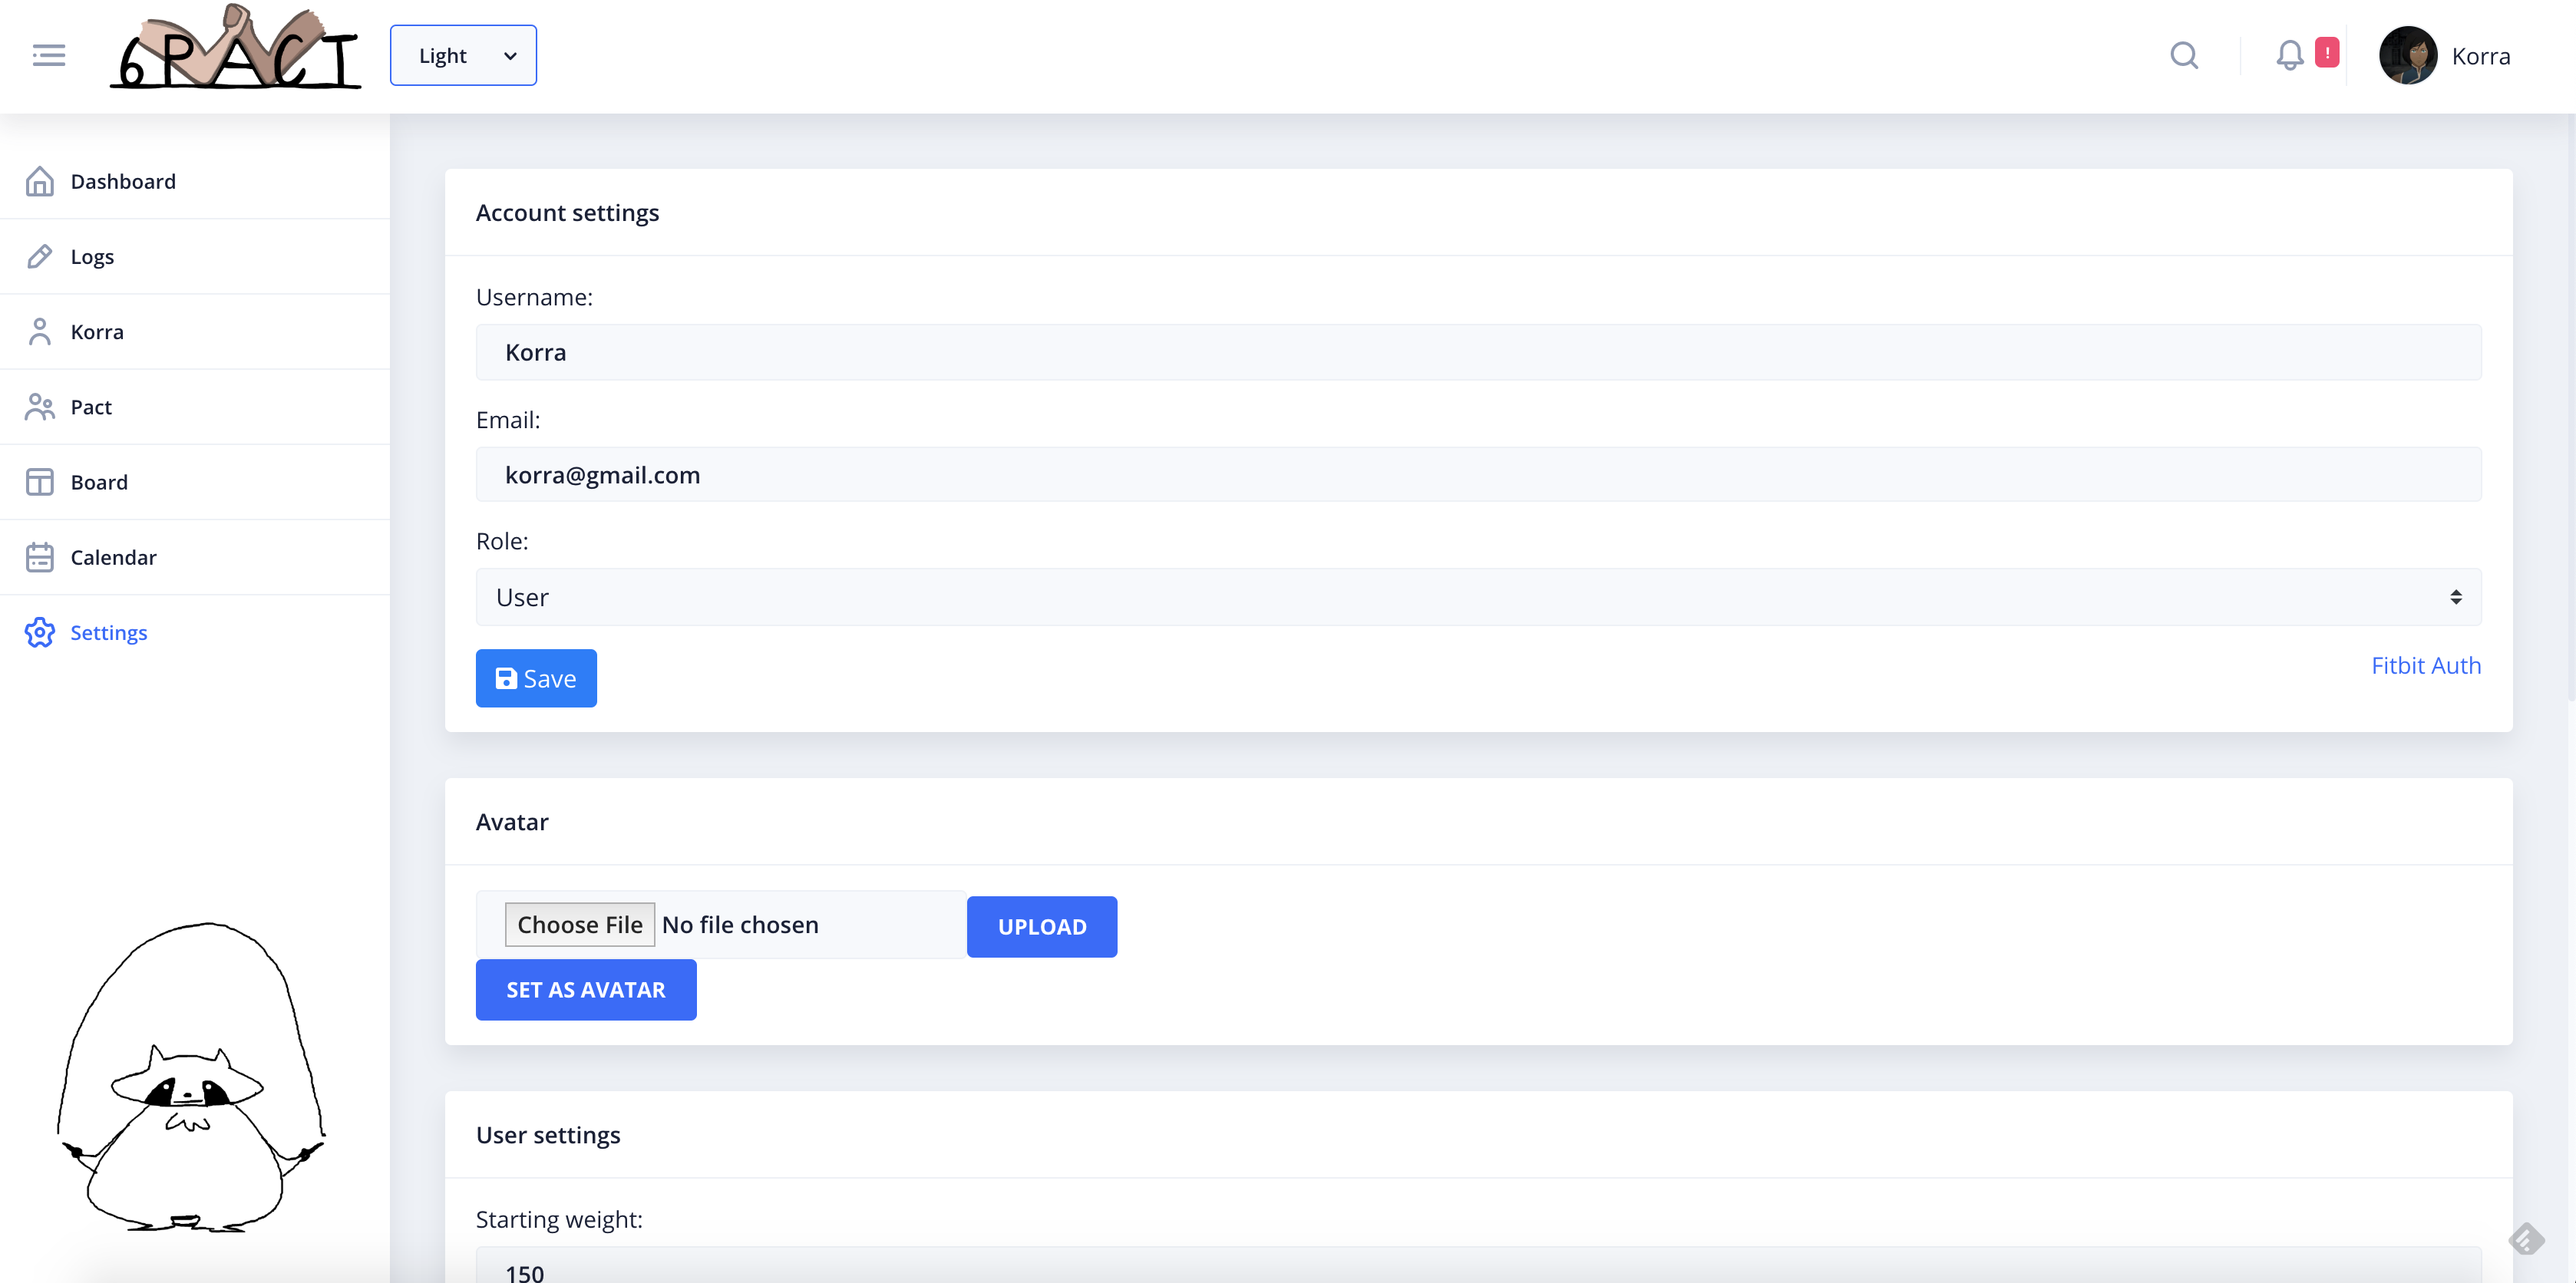 6PACT
Light
!
Korra
Dashboard
Logs
Korra
Pact
Board
Calendar
Settings
Account settings
Username:
Korra
Email:
korra@gmail.com
Role:
User
Save
Fitbit Auth
Avatar
Choose File No file chosen
UPLOAD
SET AS AVATAR
User settings
Starting weight:
150